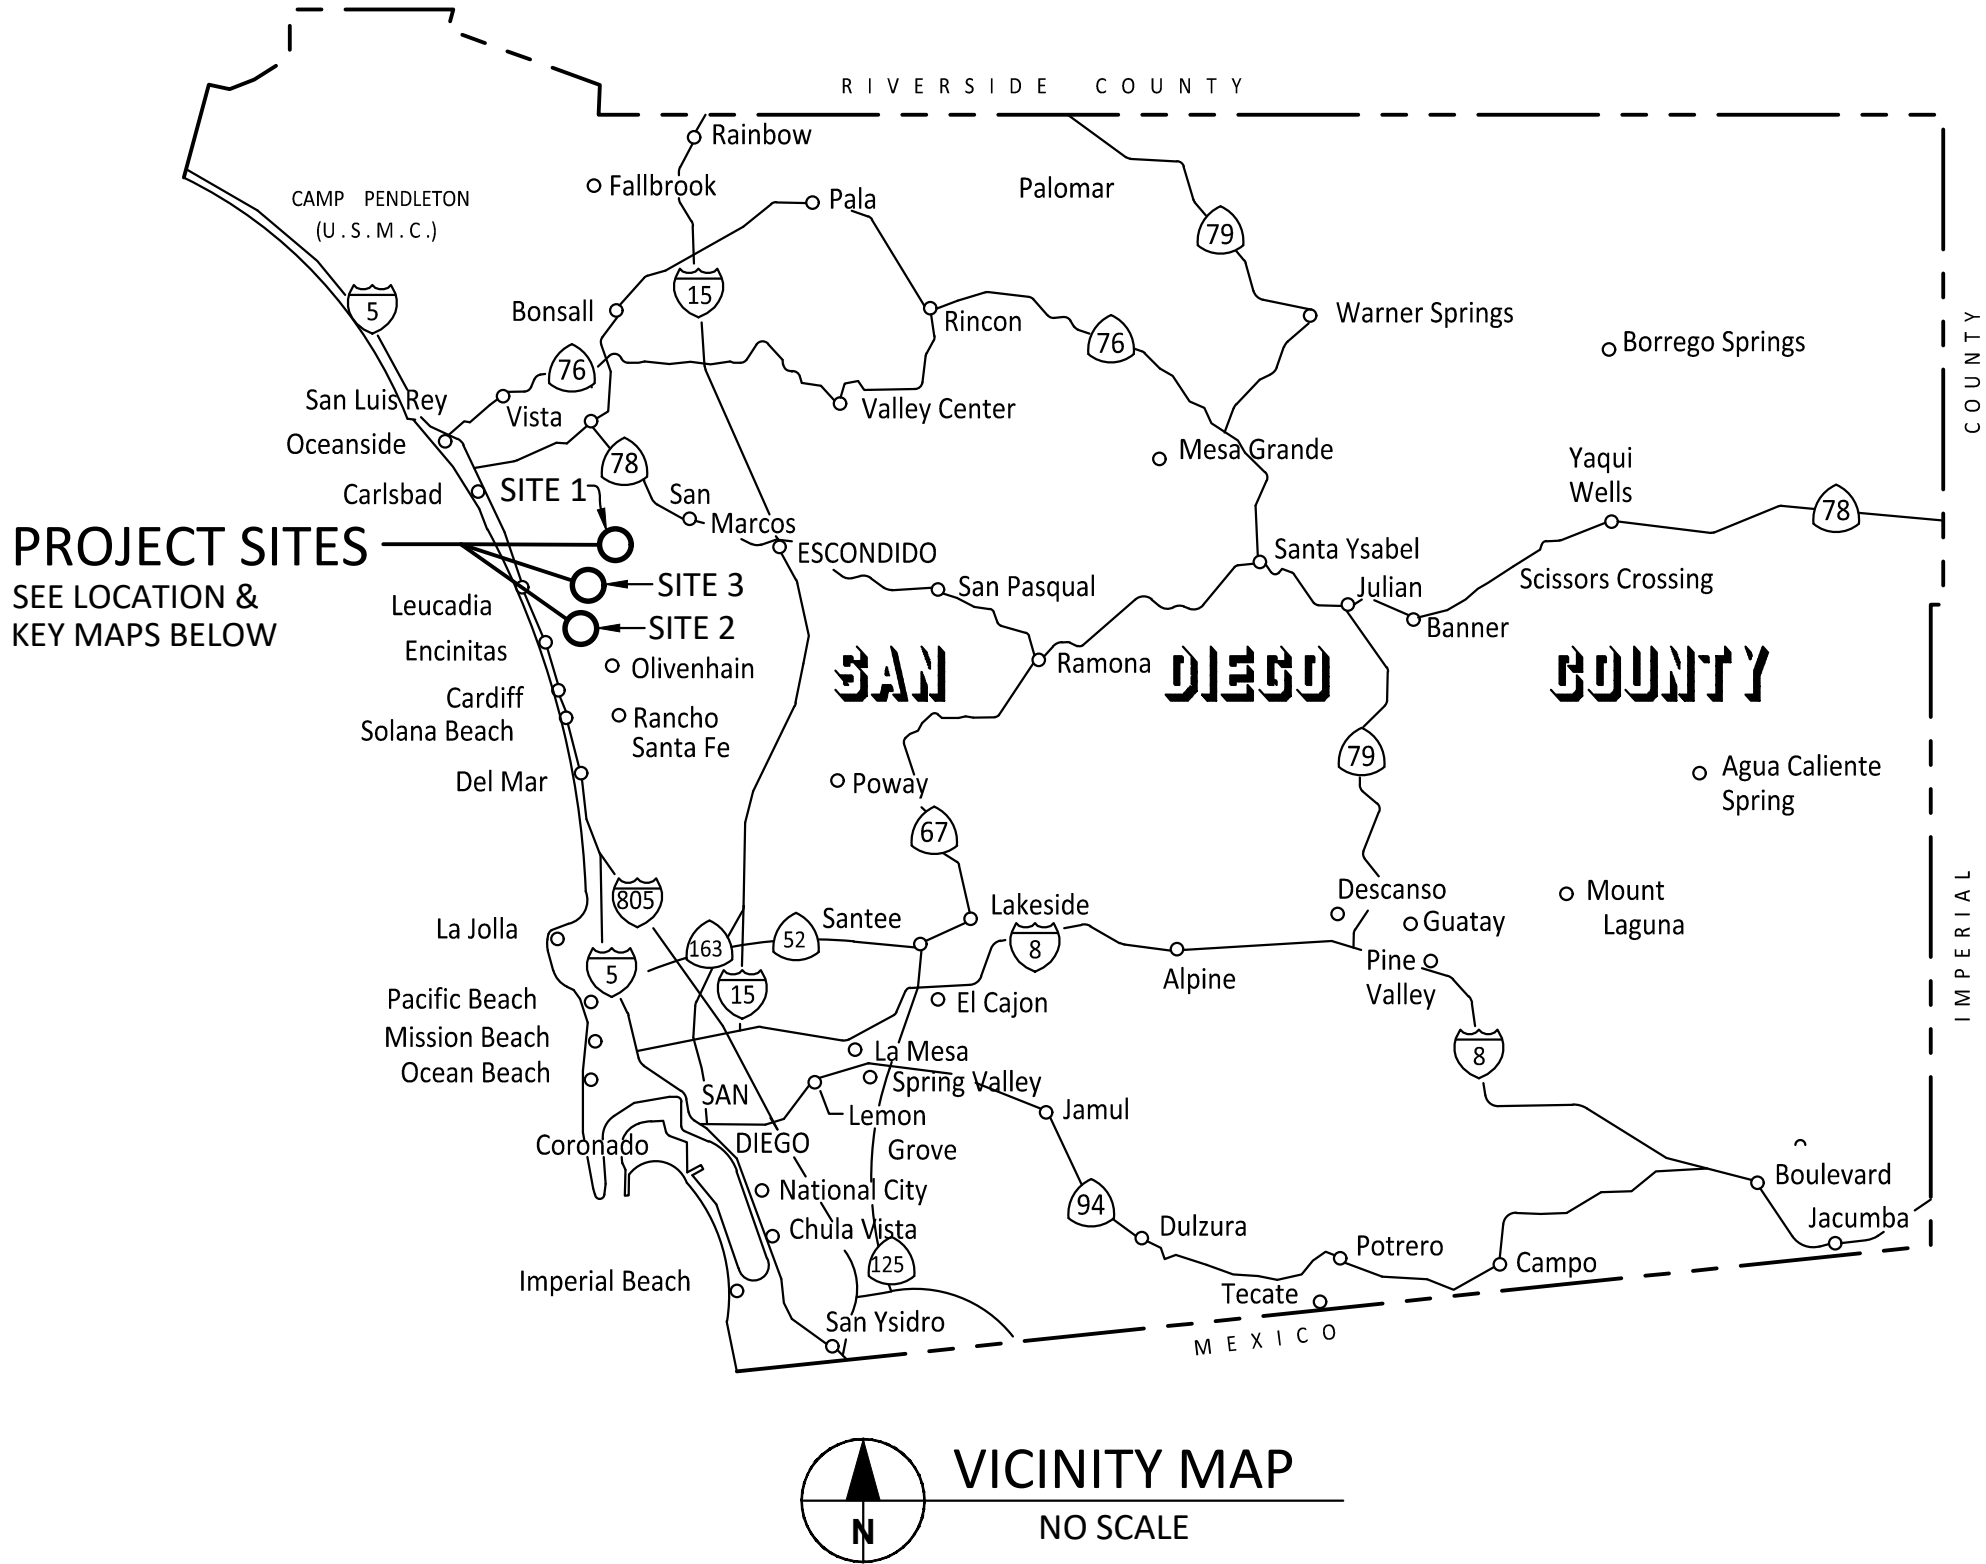 RIVERSIDE COUNTY
Rainbow
Fallbrook
CAMP PENDLETON
(U.S.M.C.)
Pala
Palomar
79
5
15
Bonsall
Rincon
76
Warner Springs
Borrego Springs
COUNTY
76
San Luis Rey
Vista
Valley Center
Oceanside
78
Mesa Grande
Yaqui
Wells
Carlsbad
SITE 1
San
Marcos
78
PROJECT SITES
SEE LOCATION &
KEY MAPS BELOW
ESCONDIDO
Santa Ysabel
SITE 3
San Pasqual
Julian
Scissors Crossing
Leucadia
SITE 2
Banner
Encinitas
Olivenhain
Ramona
SAN DIEGO COUNTY
Cardiff
Solana Beach
Rancho
Santa Fe
79
Del Mar
Poway
Agua Caliente
Spring
67
805
Descanso
Mount
Laguna
IMPERIAL
La Jolla
Santee
Lakeside
Guatay
163
52
8
5
15
Alpine
Pine
Valley
Pacific Beach
El Cajon
Mission Beach
La Mesa
8
Ocean Beach
Spring Valley
SAN
DIEGO
Lemon
Grove
Jamul
Coronado
National City
Boulevard
94
Chula Vista
Dulzura
Jacumba
125
Potrero
Campo
Imperial Beach
Tecate
San Ysidro
MEXICO
VICINITY MAP
N
NO SCALE